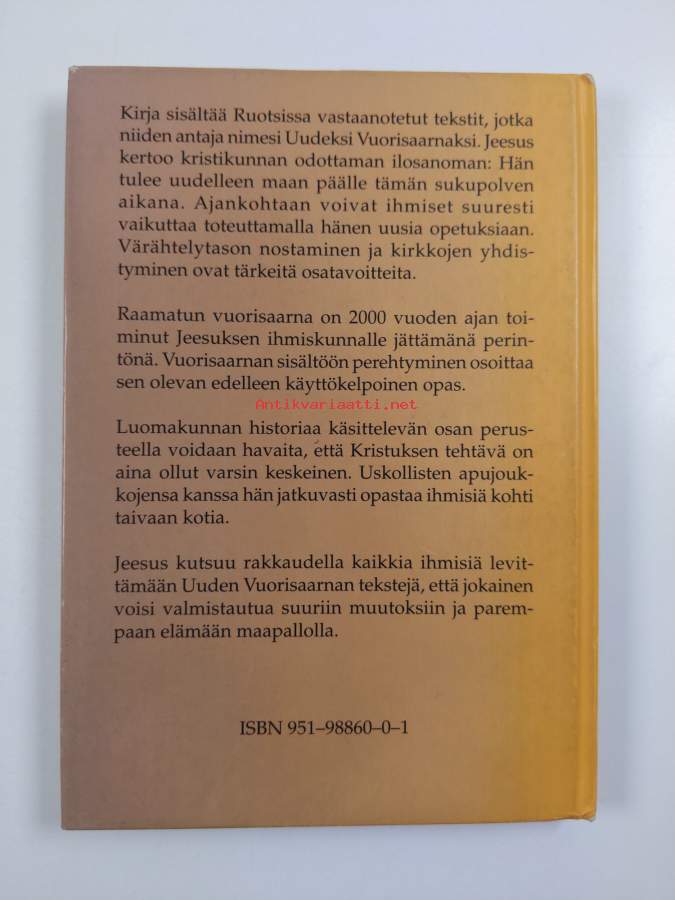 Kirja sisältää Ruotsissa vastaanotetut tekstit, jotka
niiden antaja nimesi Uudeksi Vuorisaarnaksi. Jeesus
kertoo kristikunnan odottaman ilosanoman: Hän
tulee uudelleen maan päälle tämän sukupolven
aikana. Ajankohtaan voivat ihmiset suuresti
vaikuttaa toteuttamalla hänen uusia opetuksiaan.
Värähtelytason nostaminen ja kirkkojen yhdis-
tyminen ovat tärkeitä osatavoitteita.
Raamatun vuorisaarna on 2000 vuoden ajan toi-
minut Jeesuksen ihmiskunnalle jättämänä perin-
tönä. Vuorisaarnan sisältöön perehtyminen osoittaa
sen olevan edelleen käyttökelpoinen opas.
Antikvariaatti.net
Luomakunnan historiaa käsittelevän osan perus-
teella voidaan havaita, että Kristuksen tehtävä on
aina ollut varsin keskeinen. Uskollisten apujouk-
kojensa kanssa hän jatkuvasti opastaa ihmisiä kohti
taivaan kotia.
Jeesus kutsuu rakkaudella kaikkia ihmisiä levit-
tämään Uuden Vuorisaarnan tekstejä, että jokainen
voisi valmistautua suuriin muutoksiin ja parem-
paan elämään maapallolla.
ISBN 951–98860–0–1